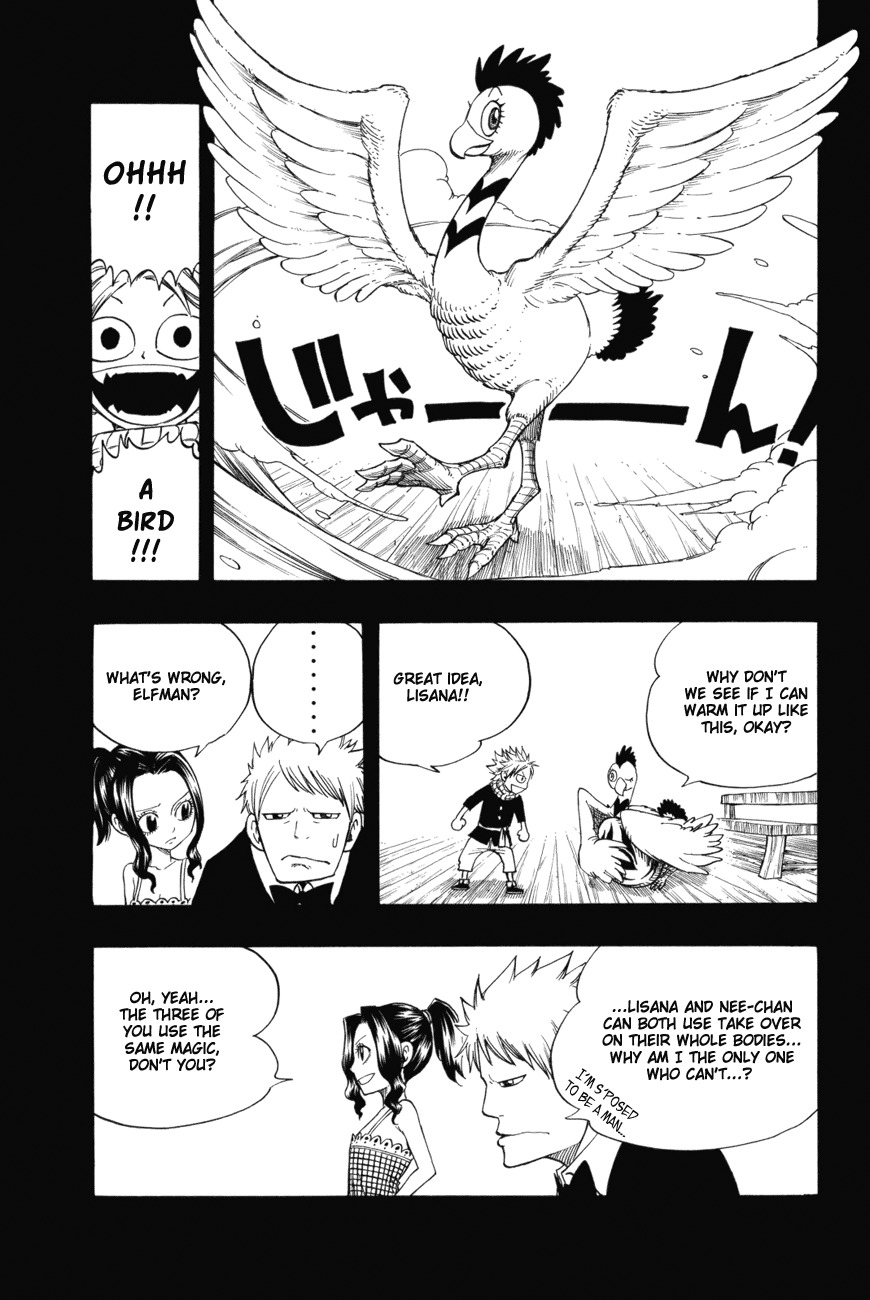 じゃーーん!
OHHH
!!
A
BIRD
!!!
WHY DON'T
WE SEE IF I CAN
WARM IT UP LIKE
THIS, OKAY?
GREAT IDEA,
LISANA!!
........
WHAT'S WRONG,
ELFMAN?
...LISANA AND NEE-CHAN
CAN BOTH USE TAKE OVER
ON THEIR WHOLE BODIES...
WHY AM I THE ONLY ONE
WHO CAN'T...?
I'M S'POSED
TO BE A MAN...
OH, YEAH...
THE THREE OF
YOU USE THE
SAME MAGIC,
DON'T YOU?